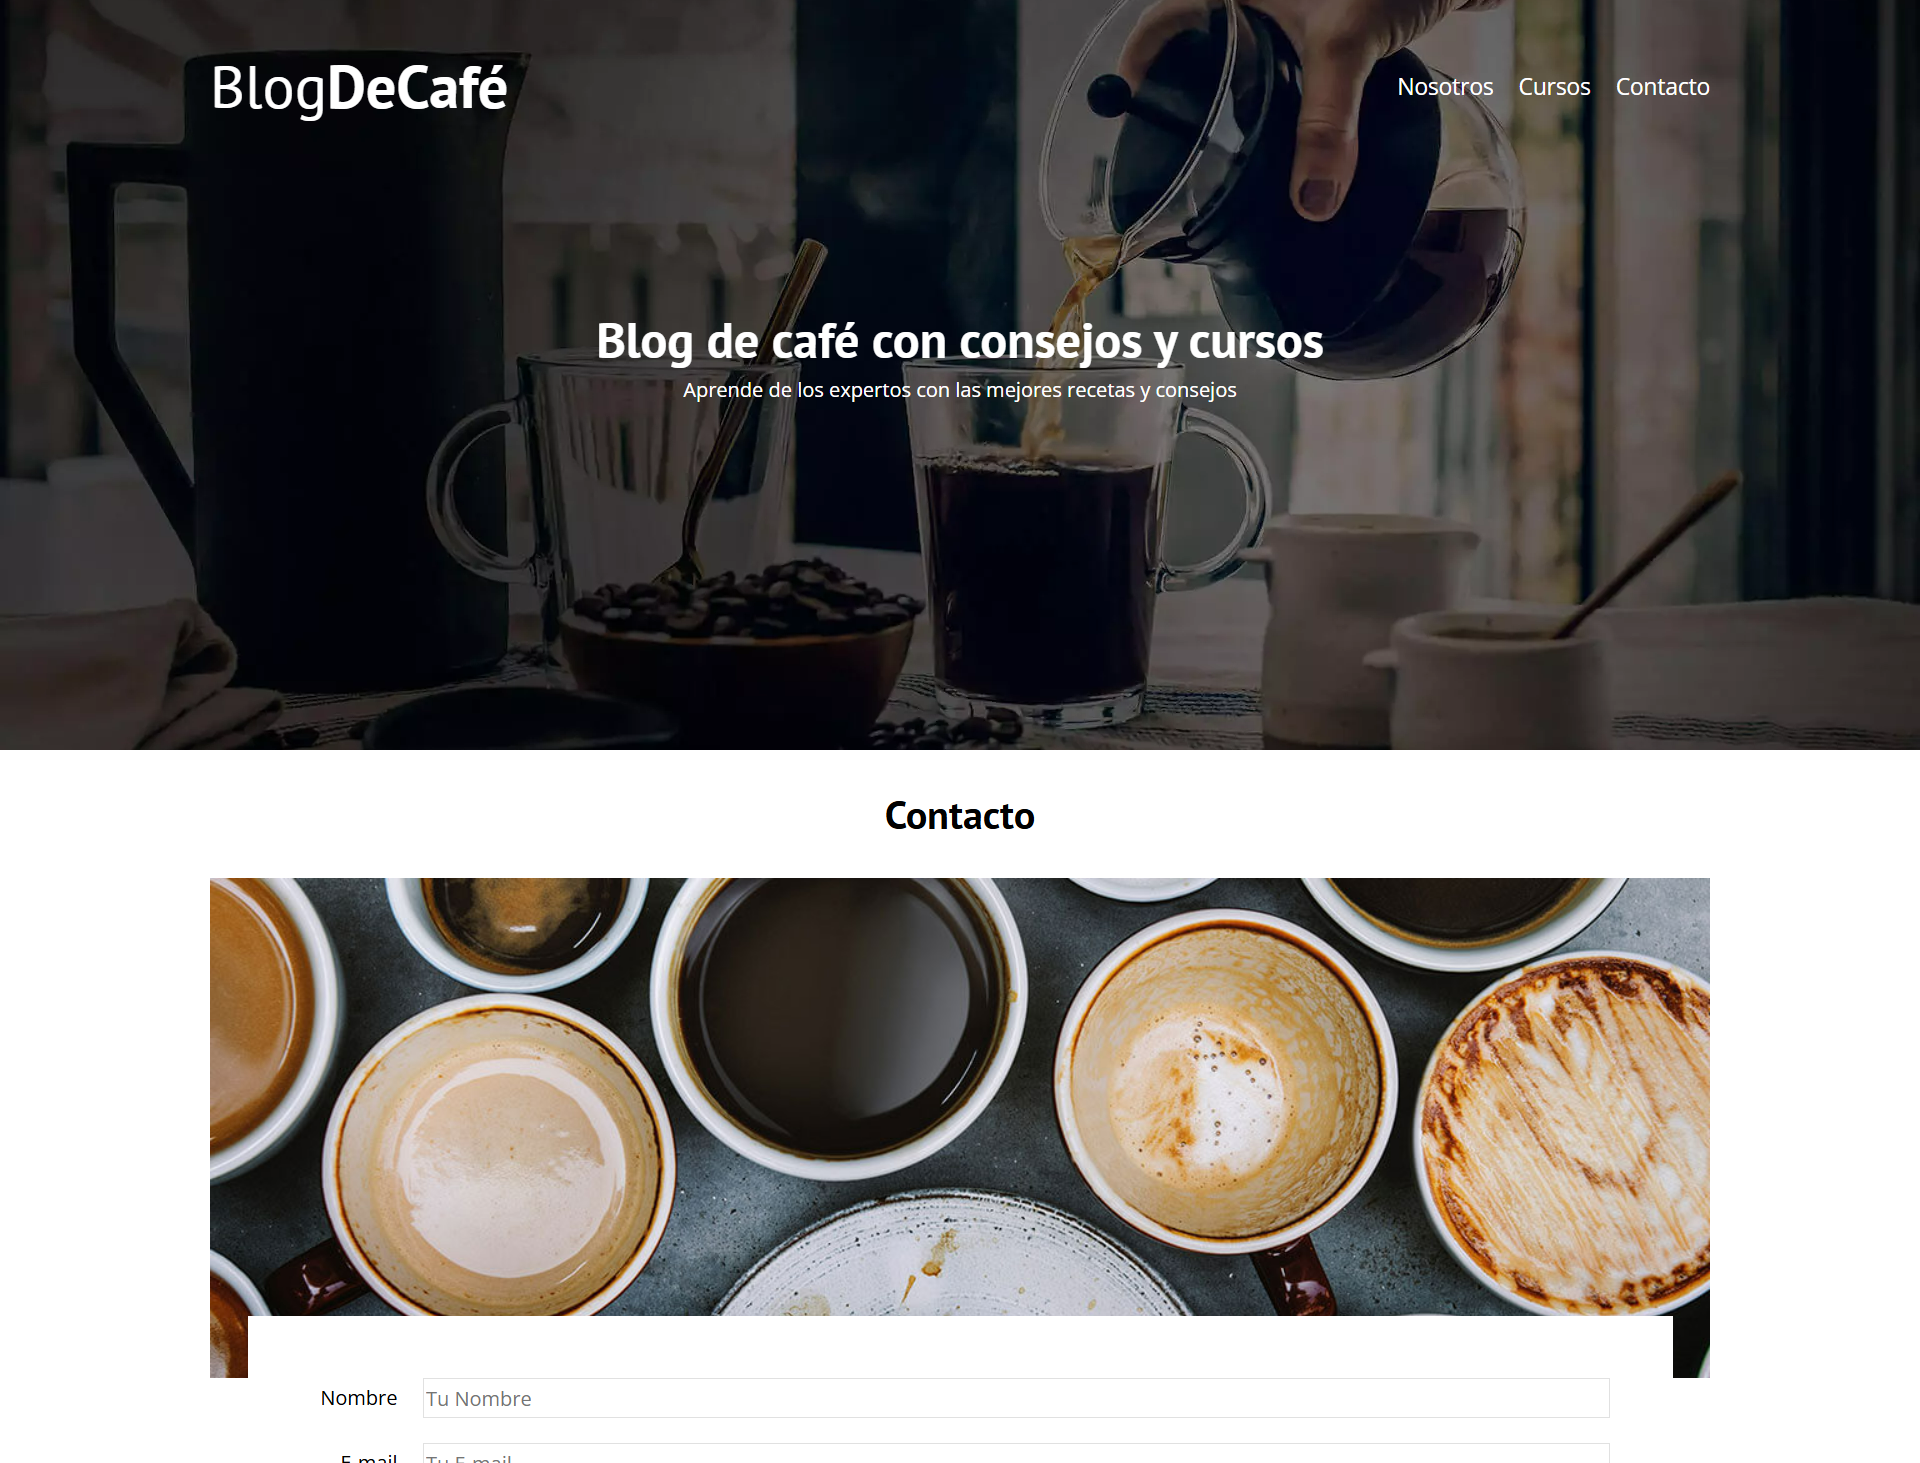 BlogDeCafé
Nosotros Cursos Contacto
Blog de café con consejos y cursos
Aprende de los expertos con las mejores recetas y consejos
Contacto
Nombre Tu Nombre
E-mail Tu E-mail